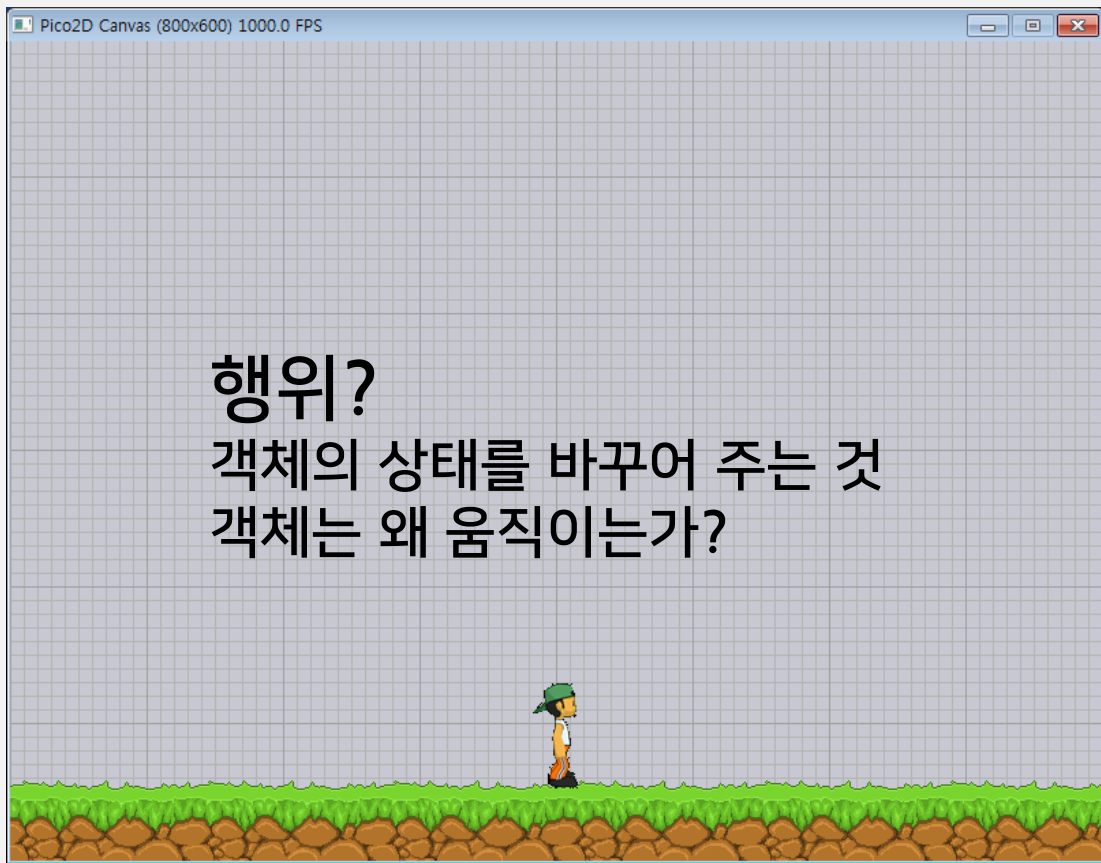 Pico2D Canvas (800x600) 1000.0 FPS
행위?
객체의 상태를 바꾸어 주는 것
객체는 왜 움직이는가?